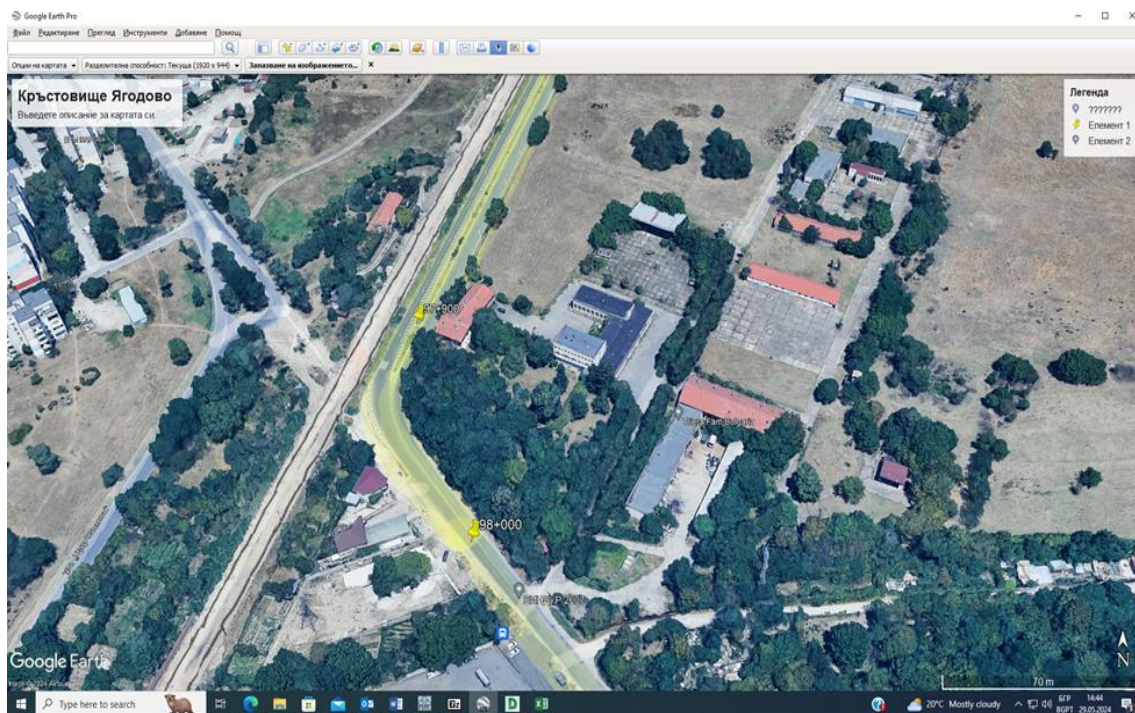 Google Earth Pro
Файл Редактиране Преглед Инструменти Добавяне Помощ
Опции на картата Разделителна способност: Текуща (1920 x 944) Запазване на изображението... x
Кръстовище Ягодово
Въведете описание за картата си.
Легенда
???????
Елемент 1
Елемент 2
98+000
Google Earth
70 m
N
Type here to search
20°C Mostly cloudy
БГР
BGPT
14:44
29.05.2024